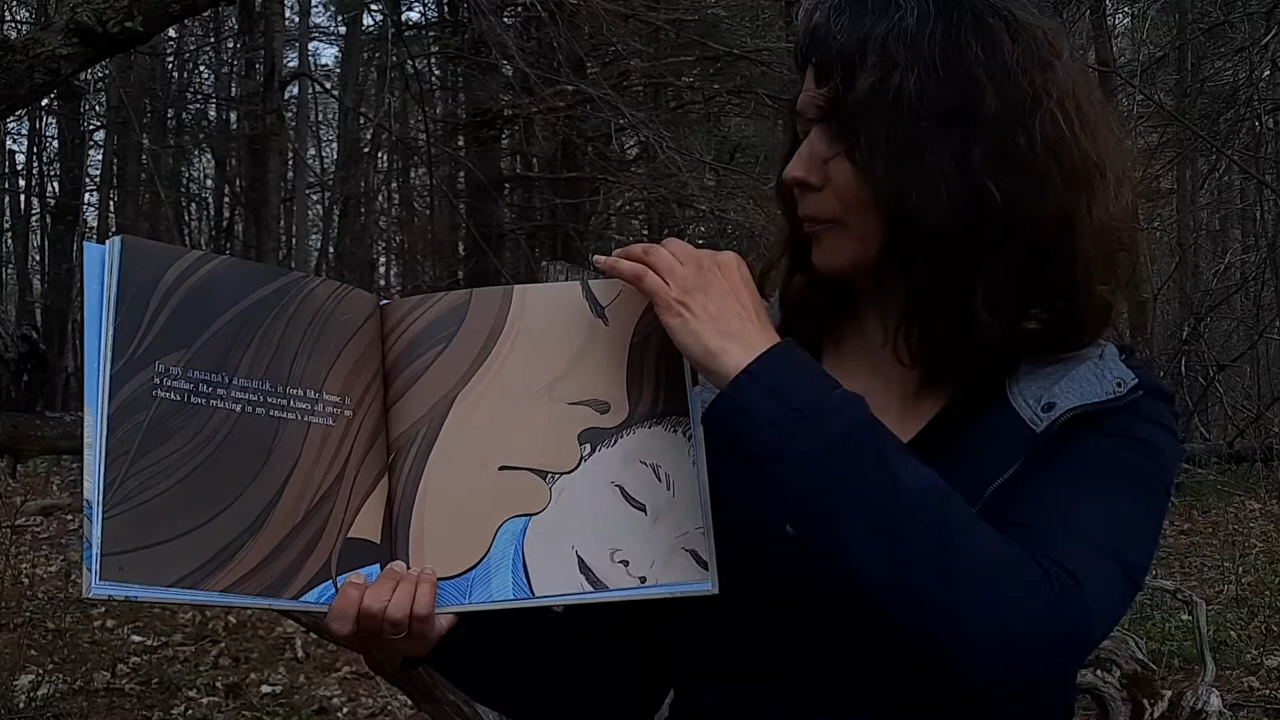 In my anaana's amautik, it feels like home. It
is familiar, like my anaana's warm kisses all over my
cheeks. I love relaxing in my anaana's amautik.